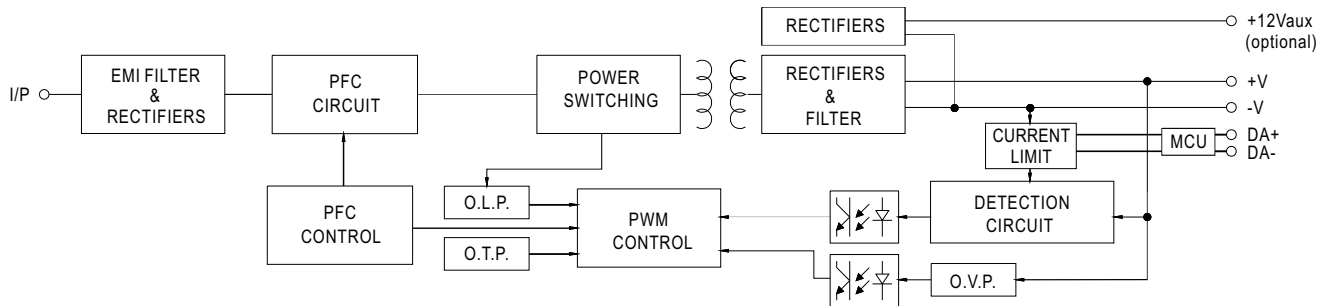 RECTIFIERS
+12Vaux
(optional)
I/P
EMI FILTER
&
RECTIFIERS
PFC
CIRCUIT
POWER
SWITCHING
RECTIFIERS
&
FILTER
+V
-V
CURRENT
LIMIT
MCU
DA+
DA-
PFC
CONTROL
O.L.P.
O.T.P.
PWM
CONTROL
DETECTION
CIRCUIT
O.V.P.